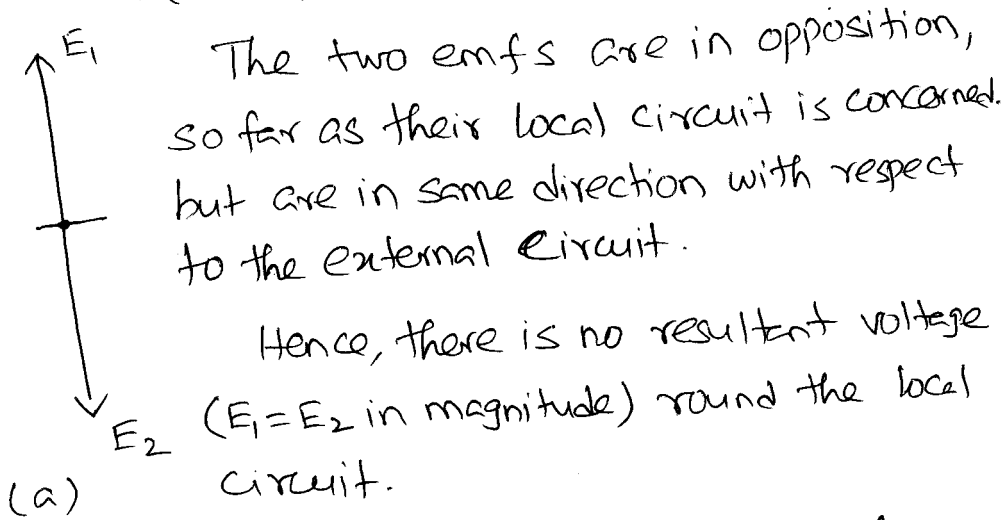 E₁
The two emfs are in opposition,
so far as their local circuit is concerned.
but are in same direction with respect
to the external circuit.
Hence, there is no resultant voltage
(E₁=E₂ in magnitude) round the local
E₂
circuit.
(a)